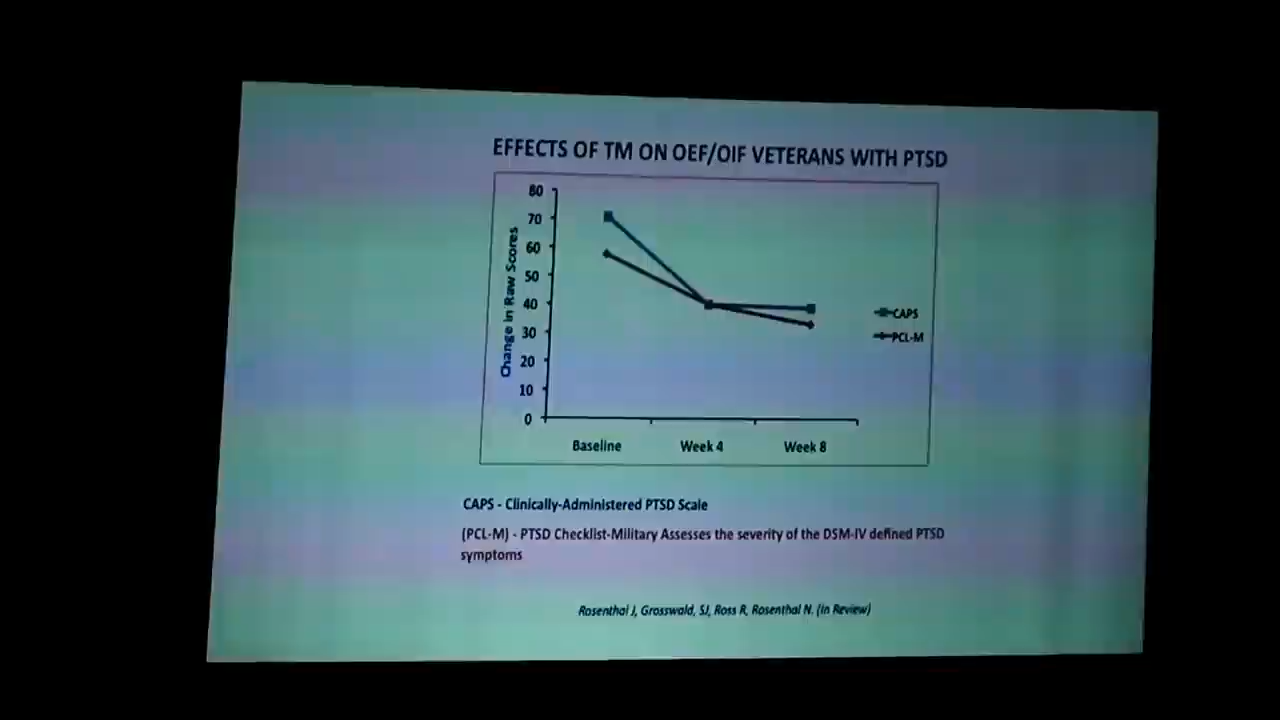 EFFECTS OF TM ON OEF/OIF VETERANS WITH PTSD
80
70
60
50
40
30
20
10
0
Change in Raw Scores
Baseline
Week 4
Week 8
CAPS
PCL-M
CAPS - Clinically-Administered PTSD Scale
(PCL-M) - PTSD Checklist-Military Assesses the severity of the DSM-IV defined PTSD
symptoms
Rosenthal J, Grosswald, SJ, Ross R, Rosenthal N. (in Review)